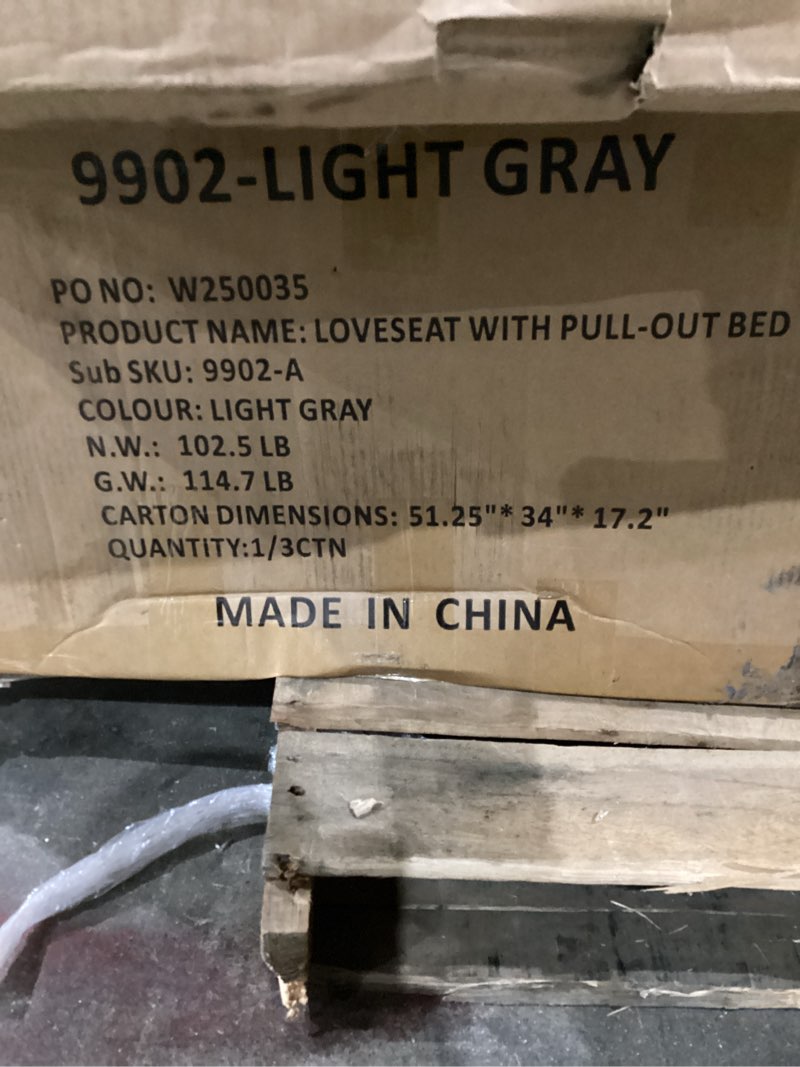 9902-LIGHT GRAY
PO NO: W250035
PRODUCT NAME: LOVESEAT WITH PULL-OUT BED
Sub SKU: 9902-A
COLOUR: LIGHT GRAY
N.W.: 102.5 LB
G.W.: 114.7 LB
CARTON DIMENSIONS: 51.25"* 34"* 17.2"
QUANTITY:1/3CTN
MADE IN CHINA